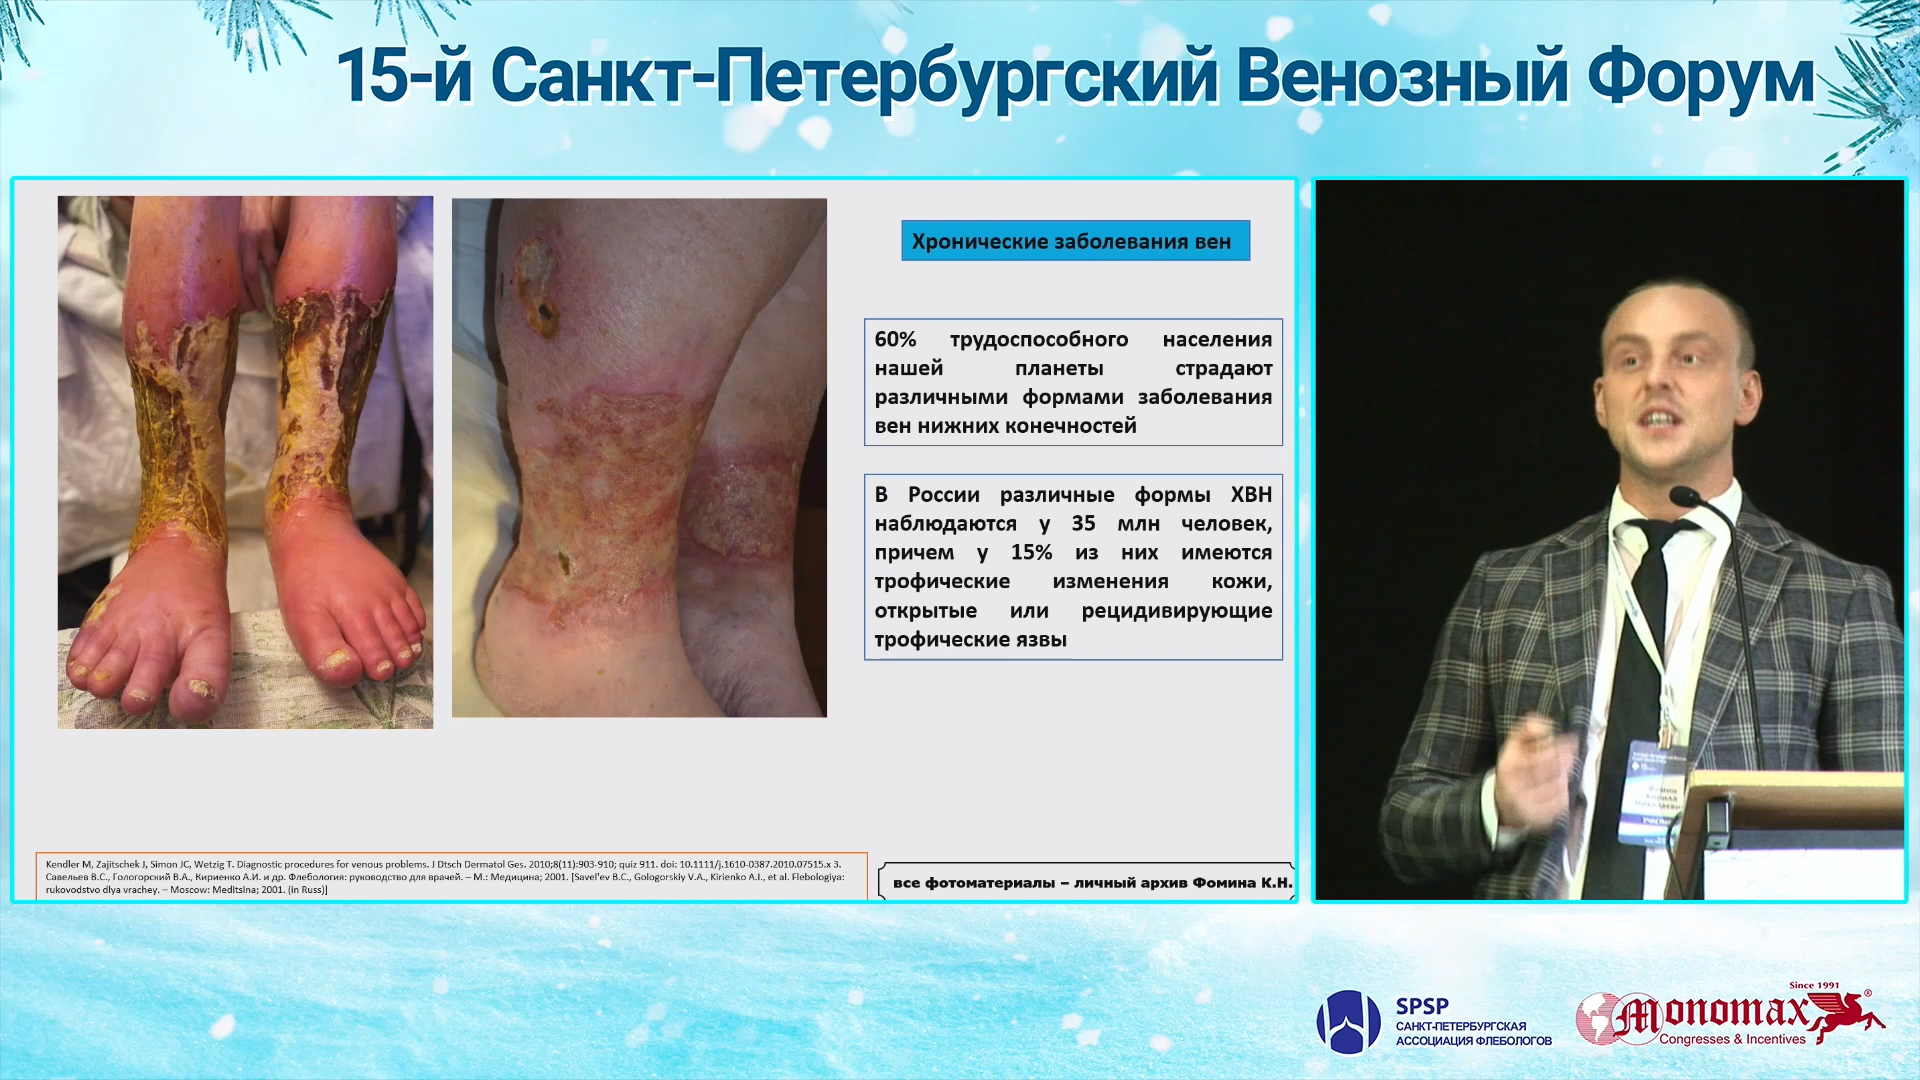 15-й Санкт-Петербургский Венозный Форум
Хронические заболевания вен
60% трудоспособного населения
нашей планеты страдают
различными формами заболевания
вен нижних конечностей
В России различные формы ХВН
наблюдаются у 35 млн человек,
причем у 15% из них имеются
трофические изменения кожи,
открытые или рецидивирующие
трофические язвы
Kendler M, Zajitschek J, Simon JC, Wetzig T. Diagnostic procedures for venous problems. J Dtsch Dermatol Ges. 2010;8(11):903-910; quiz 911. doi: 10.1111/j.1610-0387.2010.07515.x 3.
Савельев В.С., Гологорский В.А., Кириенко А.И. и др. Флебология: руководство для врачей. – М.: Медицина; 2001. [Savel'ev B.C., Gologorskiy V.A., Kirienko A.I., et al. Flebologiya:
rukovodstvo dlya vrachey. – Moscow: Meditsina; 2001. (in Russ)]
все фотоматериалы – личный архив Фомина К.Н.
SPSP
САНКТ-ПЕТЕРБУРГСКАЯ
АССОЦИАЦИЯ ФЛЕБОЛОГОВ
Since 1991
Monomax ®
Congresses & Incentives